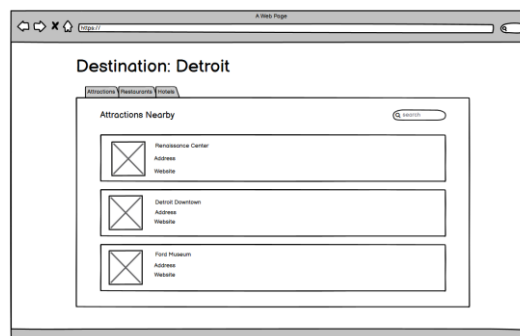 A Web Page
https://
Destination: Detroit
Attractions Restaurants Hotels
Attractions Nearby
search
Renaissance Center
Address
Website
Detroit Downtown
Address
Website
Ford Museum
Address
Website